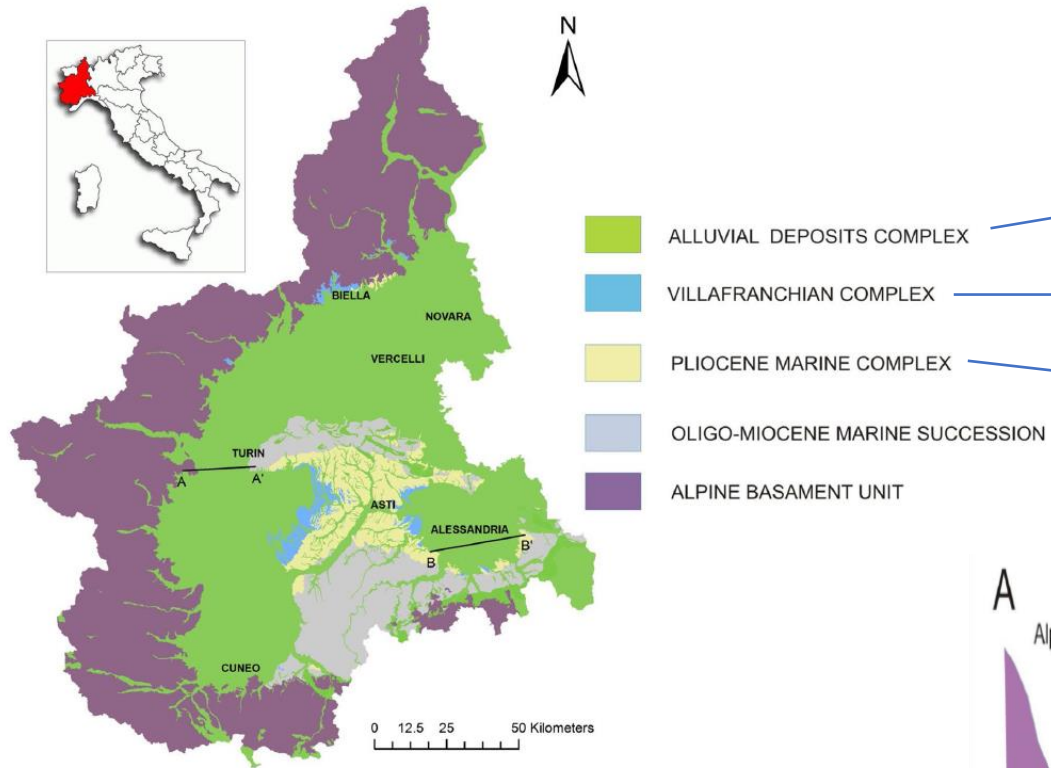 N
ALLUVIAL DEPOSITS COMPLEX
VILLAFRANCHIAN COMPLEX
PLIOCENE MARINE COMPLEX
OLIGO-MIOCENE MARINE SUCCESSION
ALPINE BASAMENT UNIT
BIELLA
NOVARA
VERCELLI
TURIN
A
A'
ASTI
ALESSANDRIA
B
B'
CUNEO
0 12.5 25 50 Kilometers
A